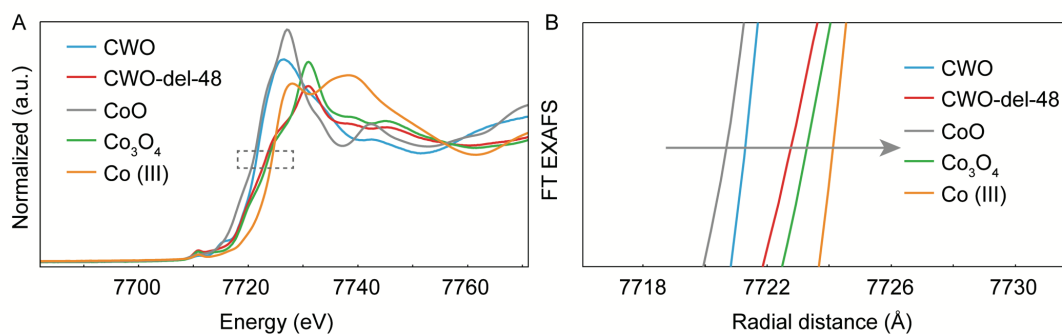 A
Normalized (a.u.)
CWO
CWO-del-48
CoO
Co₃O₄
Co (III)
7700
7720
7740
7760
Energy (eV)
B
FT EXAFS
CWO
CWO-del-48
CoO
Co₃O₄
Co (III)
7718
7722
7726
7730
Radial distance (Å)